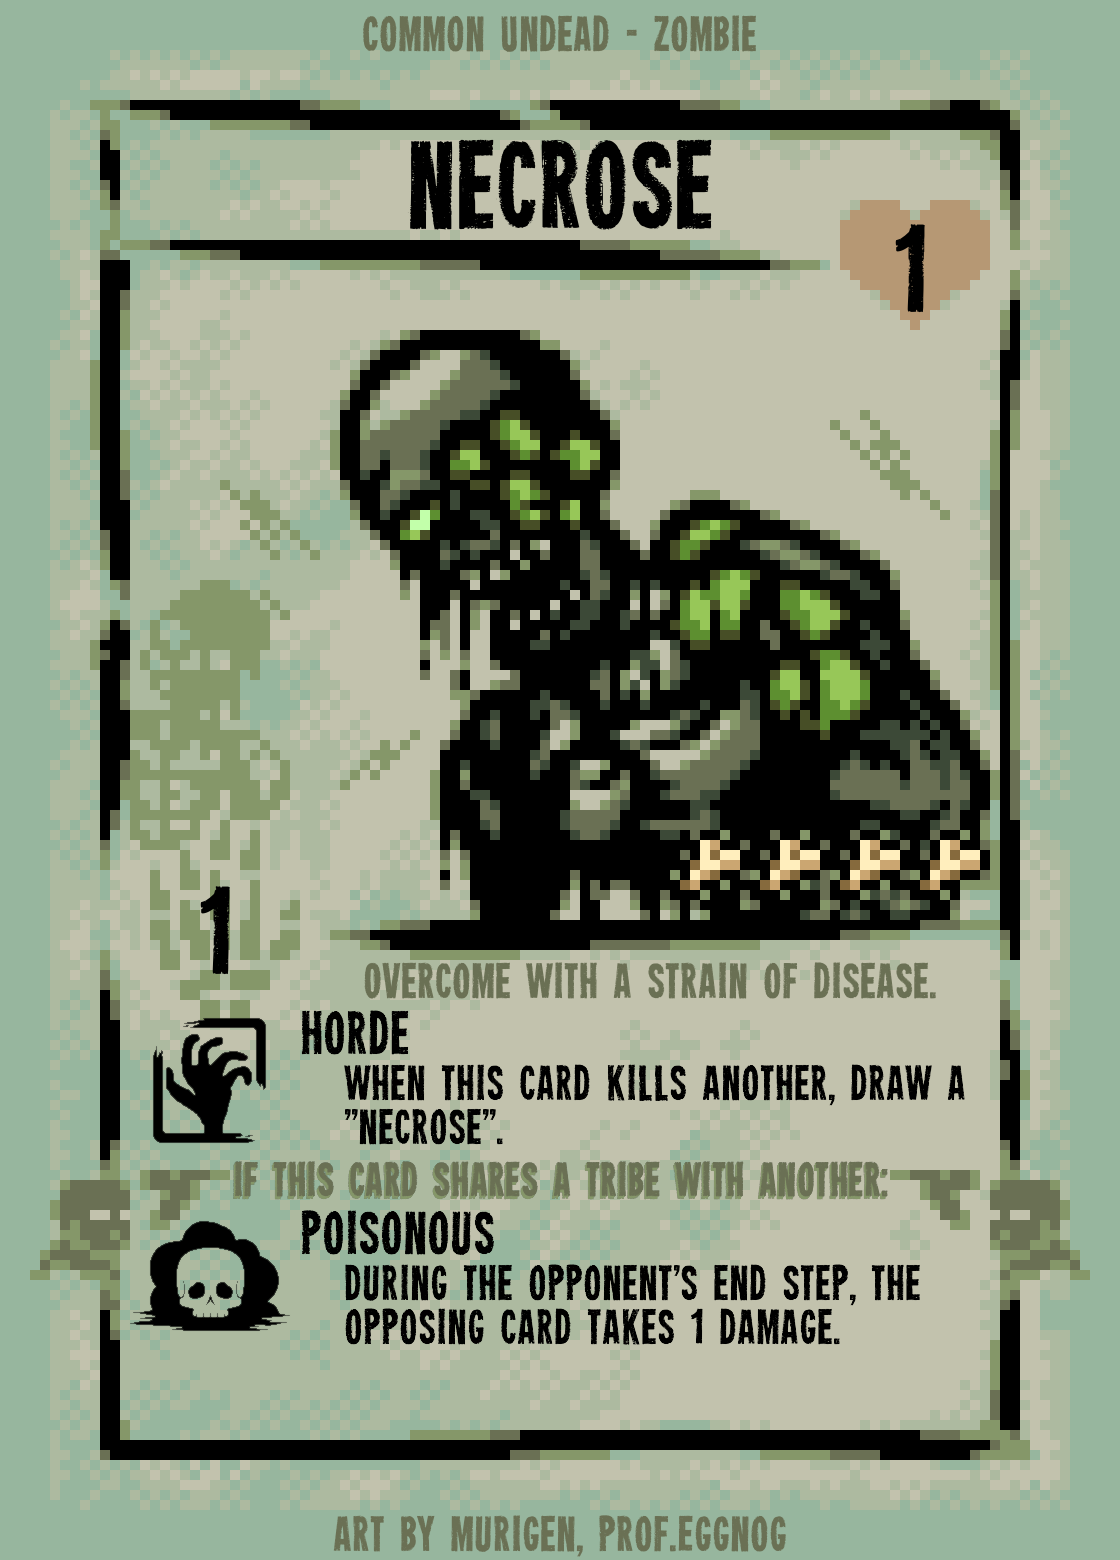 COMMON UNDEAD - ZOMBIE
NECROSE
1
1
OVERCOME WITH A STRAIN OF DISEASE.
HORDE
WHEN THIS CARD KILLS ANOTHER, DRAW A
"NECROSE".
IF THIS CARD SHARES A TRIBE WITH ANOTHER:
POISONOUS
DURING THE OPPONENT'S END STEP, THE
OPPOSING CARD TAKES 1 DAMAGE.
ART BY MURIGEN, PROF.EGGNOG